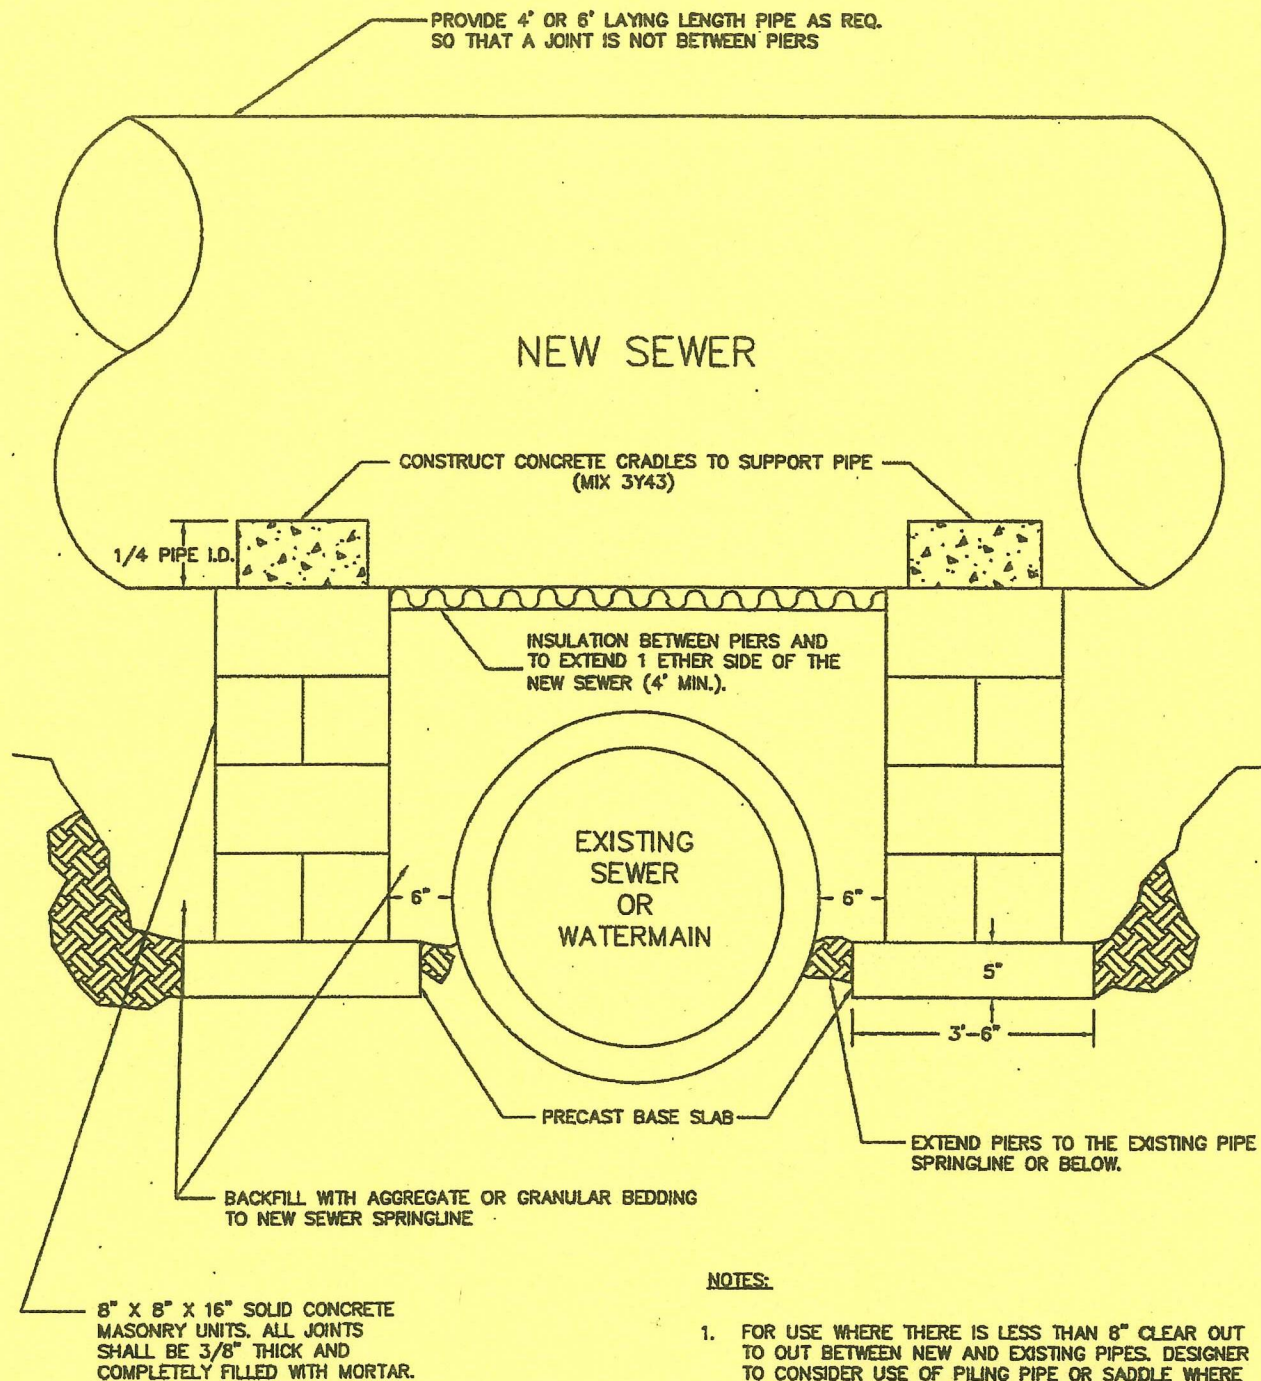 PROVIDE 4' OR 6' LAYING LENGTH PIPE AS REQ.
SO THAT A JOINT IS NOT BETWEEN PIERS
NEW SEWER
CONSTRUCT CONCRETE CRADLES TO SUPPORT PIPE
(MIX 3Y43)
1/4 PIPE I.D.
INSULATION BETWEEN PIERS AND
TO EXTEND 1 ETHER SIDE OF THE
NEW SEWER (4' MIN.).
EXISTING
SEWER
OR
WATERMAIN
6"
6"
5"
3'-6"
PRECAST BASE SLAB
EXTEND PIERS TO THE EXISTING PIPE
SPRINGLINE OR BELOW.
BACKFILL WITH AGGREGATE OR GRANULAR BEDDING
TO NEW SEWER SPRINGLINE
8" X 8" X 16" SOLID CONCRETE
MASONRY UNITS. ALL JOINTS
SHALL BE 3/8" THICK AND
COMPLETELY FILLED WITH MORTAR.
NOTES:
1. FOR USE WHERE THERE IS LESS THAN 8" CLEAR OUT
TO OUT BETWEEN NEW AND EXISTING PIPES. DESIGNER
TO CONSIDER USE OF PILING PIPE OR SADDLE WHERE